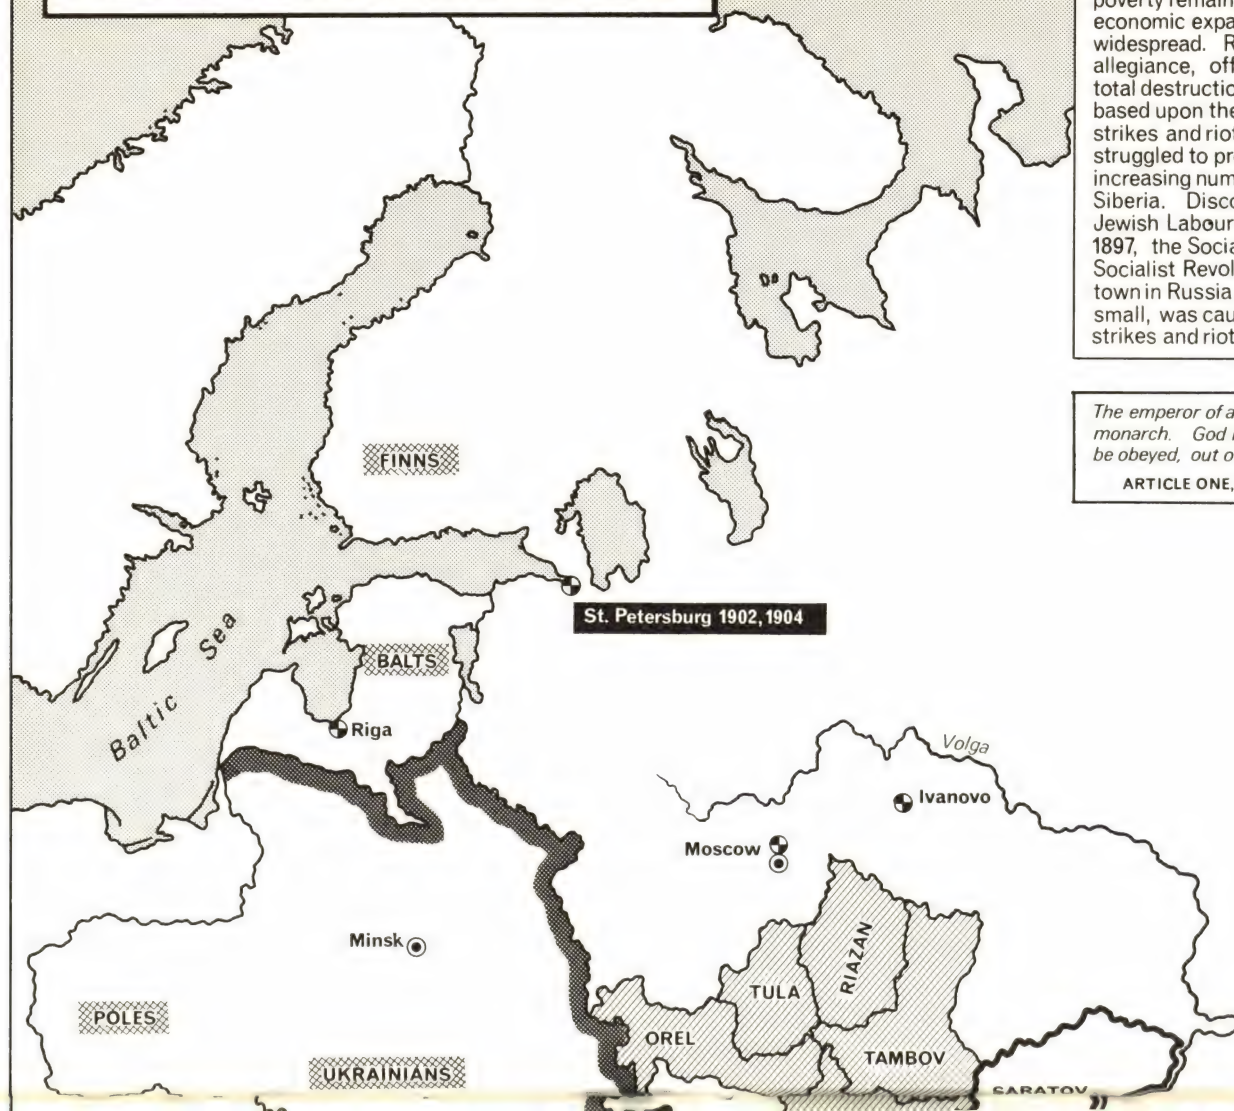 poverty remain
economic expa
widespread. R
allegiance, off
total destructio
based upon the
strikes and riot
struggled to pr
increasing num
Siberia. Disco
Jewish Labour
1897, the Socia
Socialist Revol
town in Russia
small, was cau
strikes and riot
The emperor of a
monarch. God
be obeyed, out o
ARTICLE ONE,
FINNS
St. Petersburg 1902, 1904
Baltic Sea
BALTS
Riga
Volga
Ivanovo
Moscow
Minsk
RIAZAN
TULA
POLES
OREL
TAMBOV
UKRAINIANS
SARATOV